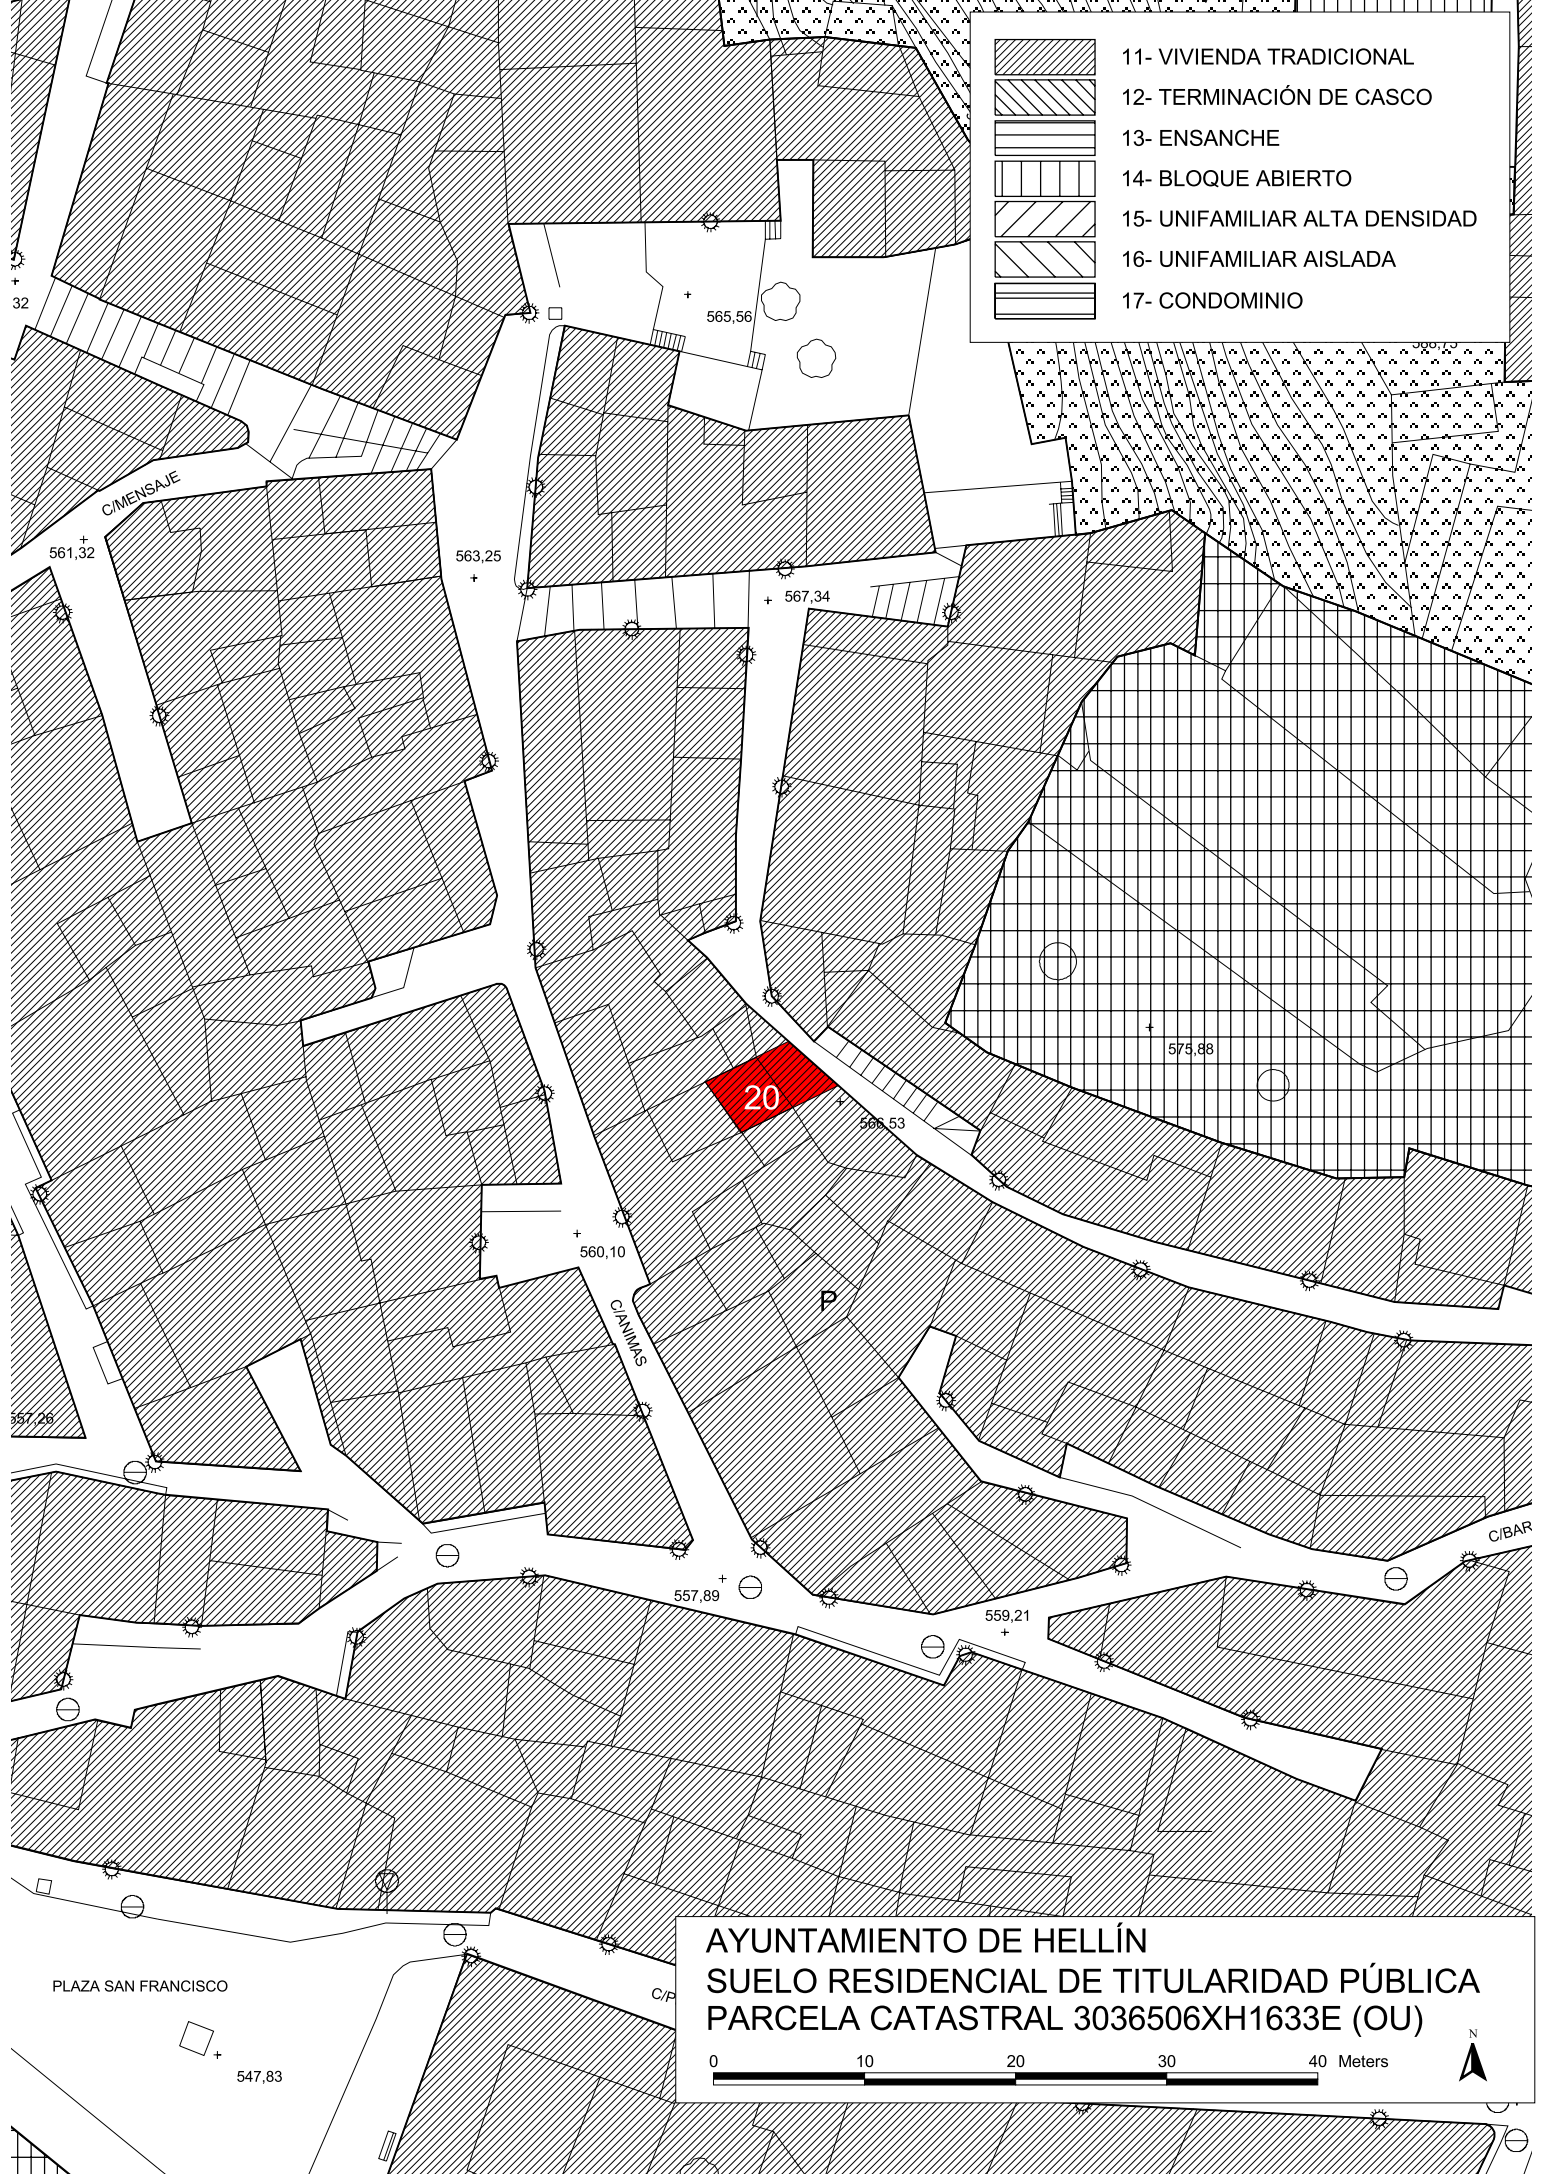 11- VIVIENDA TRADICIONAL
12- TERMINACIÓN DE CASCO
13- ENSANCHE
14- BLOQUE ABIERTO
15- UNIFAMILIAR ALTA DENSIDAD
16- UNIFAMILIAR AISLADA
17- CONDOMINIO
32
565,56
C/MENSAJE
561,32
563,25
567,34
575,88
20
566,53
560,10
P
C/ANIMAS
557,26
C/BAR
557,89
559,21
PLAZA SAN FRANCISCO
C/P
547,83
AYUNTAMIENTO DE HELLÍN
SUELO RESIDENCIAL DE TITULARIDAD PÚBLICA
PARCELA CATASTRAL 3036506XH1633E (OU)
N
0 10 20 30 40 Meters